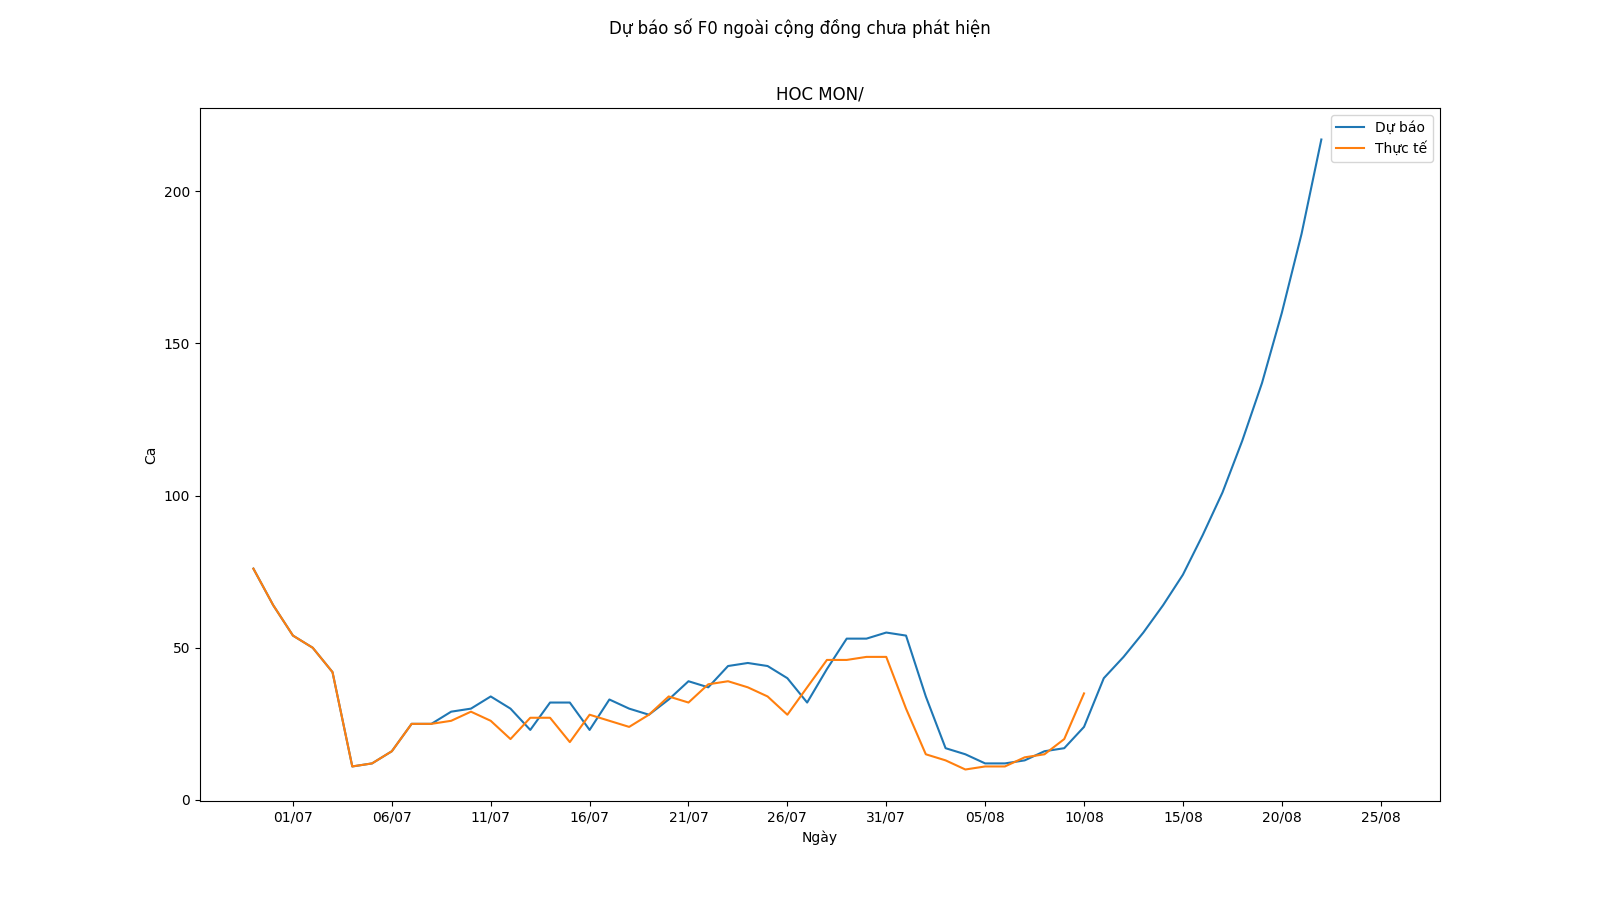 Dự báo số F0 ngoài cộng đồng chưa phát hiện
HOC MON/
Dự báo
Thực tế
200
150
100
50
0
Ca
01/07 06/07 11/07 16/07 21/07 26/07 31/07 05/08 10/08 15/08 20/08 25/08
Ngày